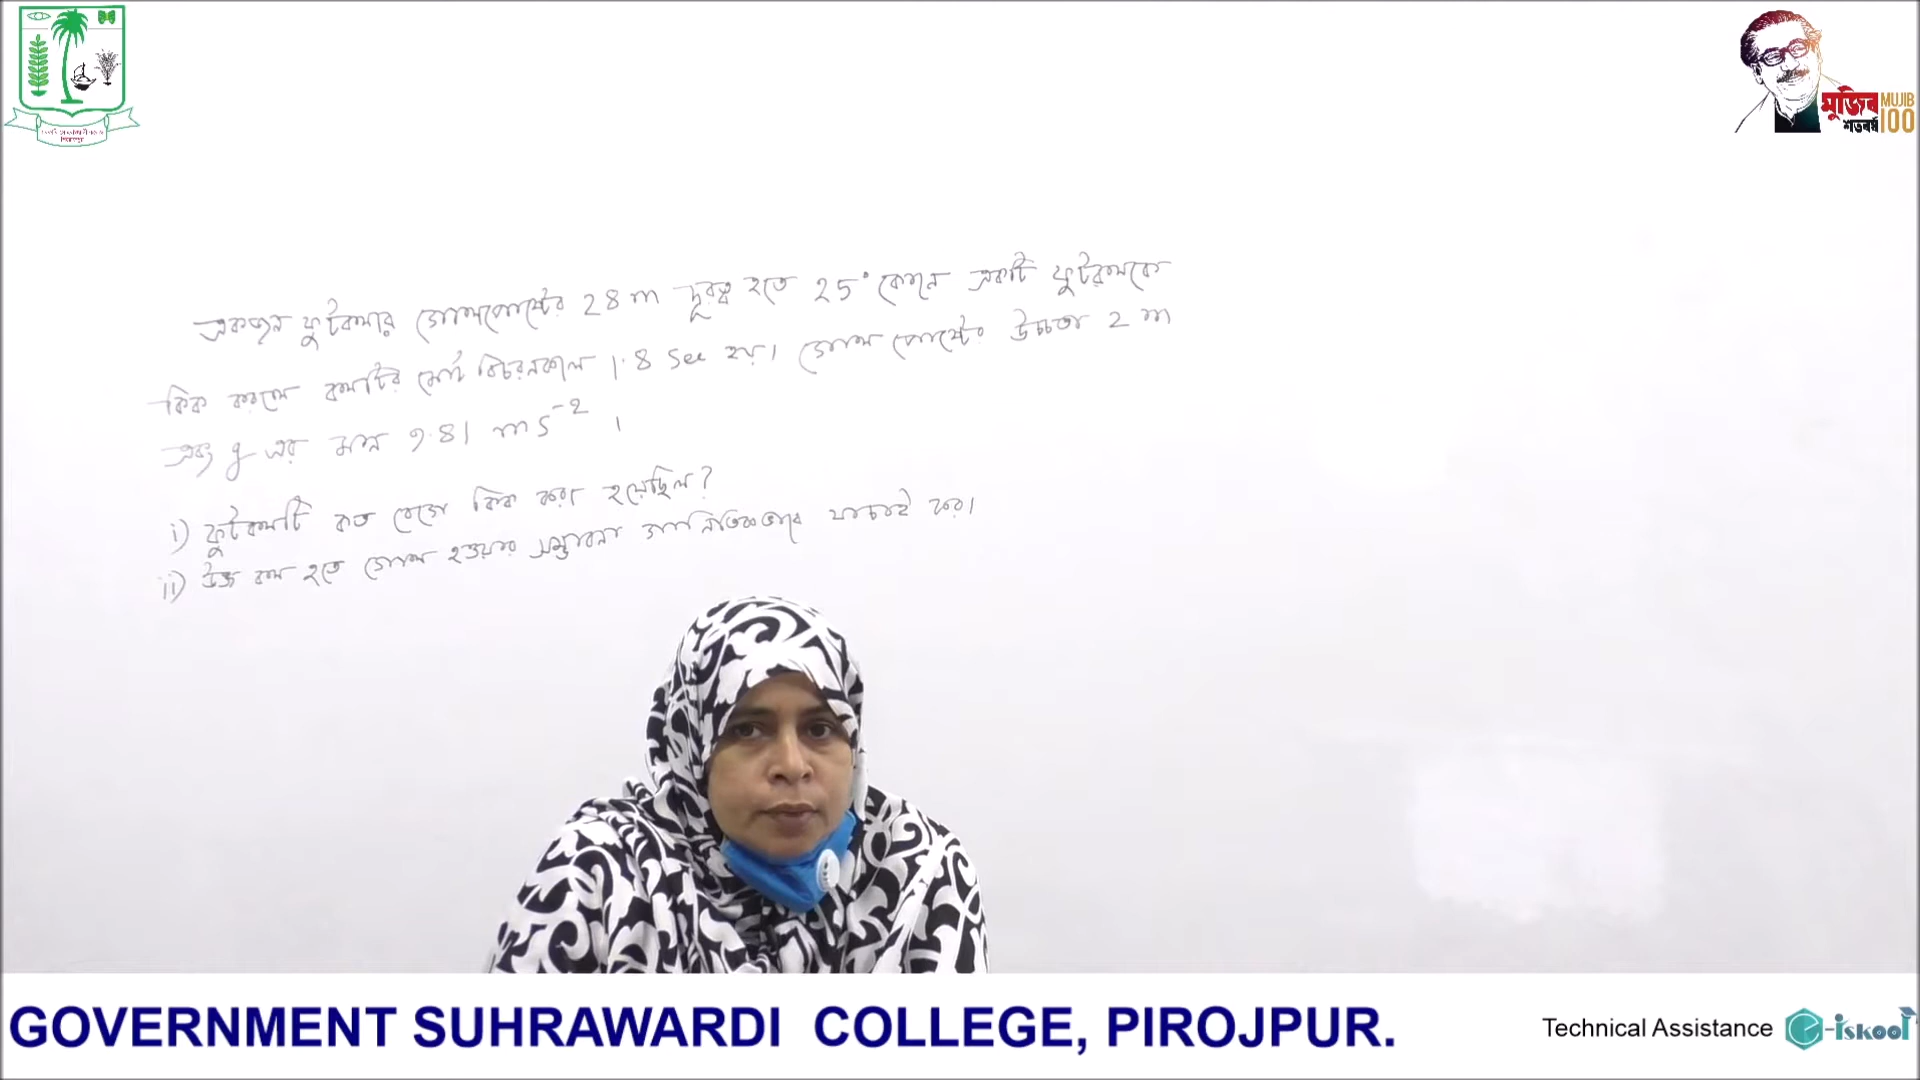 মুজিব
শতবর্ষ
MUJIB
100
একজন ফুটবলার গোলপোস্টের 28 m দূরত্ব হতে 25° কোনে একটি ফুটবলকে
কিক করলে বলটির মোট বিচরনকাল 1.8 Sec হয়। গোল পোস্টের উচ্চতা 2 m
এবং g এর মান 9.81 ms⁻² ।
i) ফুটবলটি কত বেগে কিক করা হয়েছিল?
ii) উক্ত বল হতে গোল হওয়ার সম্ভাবনা গানিতিকভাবে যাচাই কর।
GOVERNMENT SUHRAWARDI COLLEGE, PIROJPUR.
Technical Assistance e-iskool